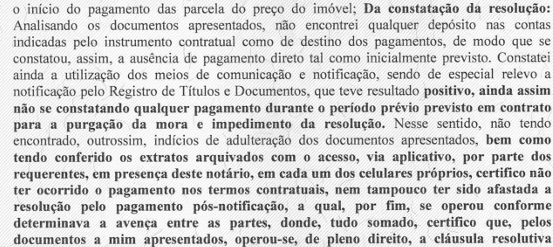 o início do pagamento das parcela do preço do imóvel; Da constatação da resolução:
Analisando os documentos apresentados, não encontrei qualquer depósito nas contas
indicadas pelo instrumento contratual como de destino dos pagamentos, de modo que se
constatou, assim, a ausência de pagamento direto tal como inicialmente previsto. Constatei
ainda a utilização dos meios de comunicação e notificação, sendo de especial relevo a
notificação pelo Registro de Títulos e Documentos, que teve resultado positivo, ainda assim
não se constatando qualquer pagamento durante o período prévio previsto em contrato
para a purgação da mora e impedimento da resolução. Nesse sentido, não tendo
encontrado, outrossim, indícios de adulteração dos documentos apresentados, bem como
tendo conferido os extratos arquivados com o acesso, via aplicativo, por parte dos
requerentes, em presença deste notário, em cada um dos celulares próprios, certifico não
ter ocorrido o pagamento nos termos contratuais, nem tampouco ter sido afastada a
resolução pelo pagamento pós-notificação, a qual, por fim, se operou conforme
determinava a avença entre as partes, donde, tudo somado, certifico que, pelos
documentos a mim apresentados, operou-se, de pleno direito, a cláusula resolutiva